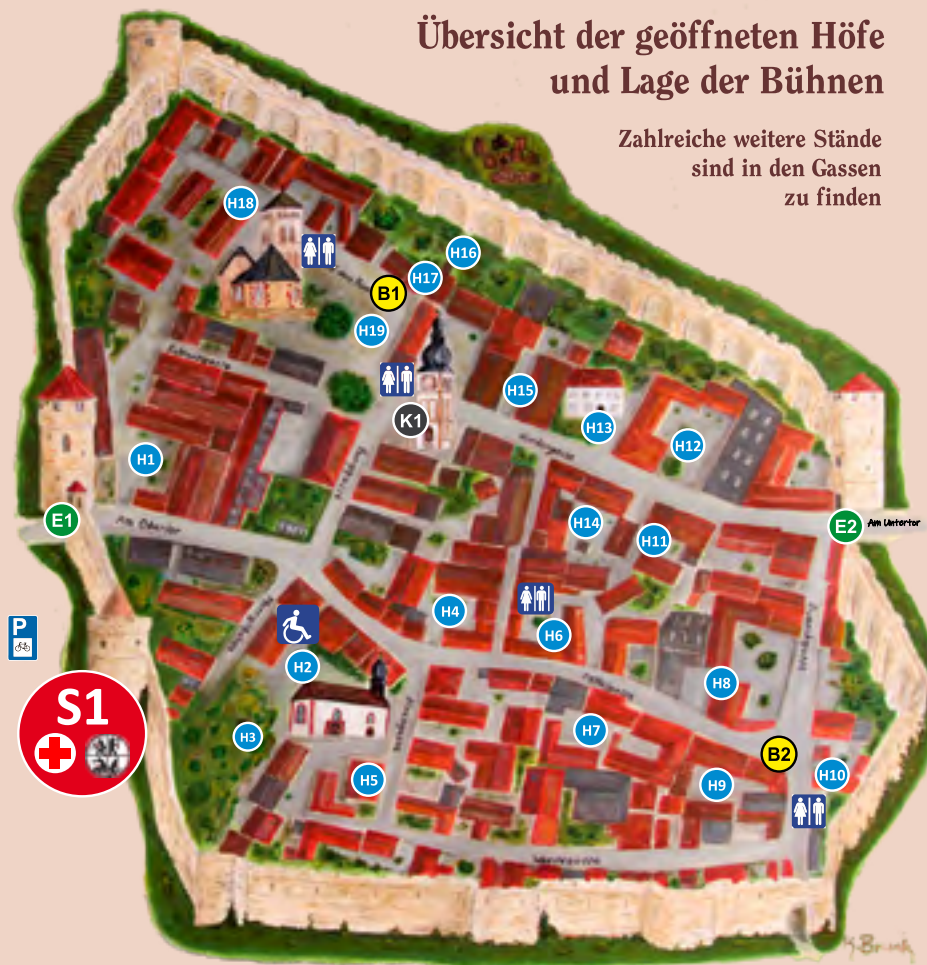 Übersicht der geöffneten Höfe
und Lage der Bühnen
Zahlreiche weitere Stände
sind in den Gassen
zu finden
H18
H16
H17
B1
H19
K1
H15
H13
H12
H1
E1
Am Obertor
H14
H11
E2
Am Untertor
P
H4
H6
H2
S1
H3
H8
H7
B2
H5
H9
H10